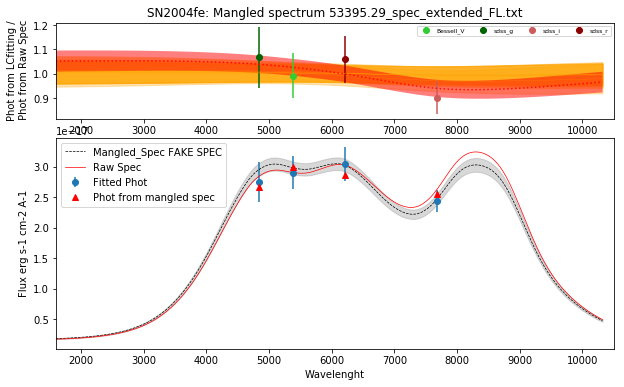 SN2004fe: Mangled spectrum 53395.29_spec_extended_FL.txt
Phot from LCfitting /
Phot from Raw Spec
1.2
1.1
1.0
0.9
Bessell_V
sdss_g
sdss_i
sdss_r
2000 3000 4000 5000 6000 7000 8000 9000 10000
Flux erg s-1 cm-2 A-1
3.0
2.5
2.0
1.5
1.0
0.5
Mangled_Spec FAKE SPEC
Raw Spec
Fitted Phot
Phot from mangled spec
2000 3000 4000 5000 6000 7000 8000 9000 10000
Wavelenght